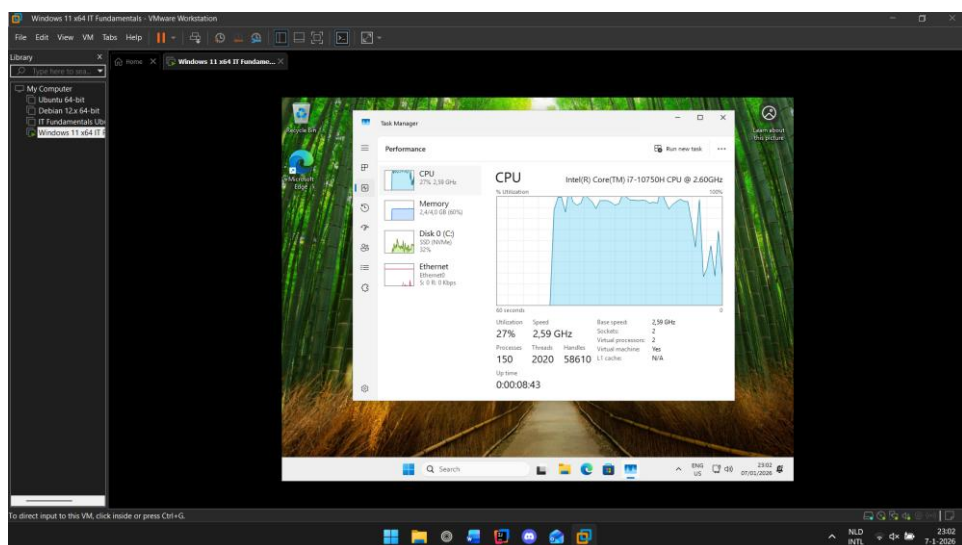 Windows 11 x64 IT Fundamentals - VMware Workstation
File Edit View VM Tabs Help
Library X
Home X Windows 11 x64 IT Fundame... X
Type here to sea...
My Computer
Ubuntu 64-bit
Debian 12.x 64-bit
IT Fundamentals Ubu
Windows 11 x64 IT F
Recycle Bin
Microsoft
Edge
Learn about
this picture
Task Manager
Performance
Run new task
CPU
27% 2,59 GHz
Memory
2,4/4,0 GB (60%)
Disk 0 (C:)
SSD (NVMe)
32%
Ethernet
Ethernet0
S: 0 R: 0 Kbps
CPU Intel(R) Core(TM) i7-10750H CPU @ 2.60GHz
% Utilization 100%
60 seconds 0
Utilization Speed Base speed: 2,59 GHz
27% 2,59 GHz Sockets: 2
Virtual processors: 2
Processes Threads Handles Virtual machine: Yes
150 2020 58610 L1 cache: N/A
Up time
0:00:08:43
Search
ENG
US
23:02
07/01/2026
To direct input to this VM, click inside or press Ctrl+G.
NLD
INTL
23:02
7-1-2026